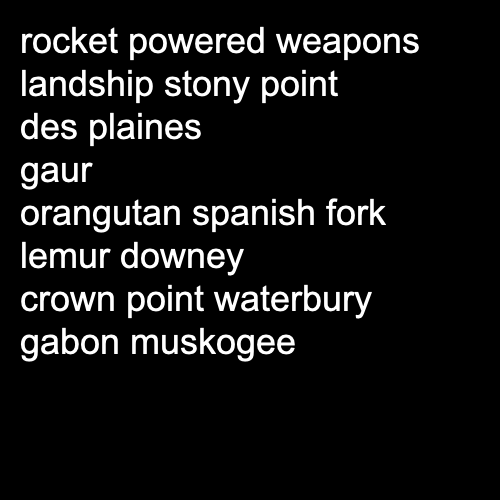 rocket powered weapons
landship stony point
des plaines
gaur
orangutan spanish fork
lemur downey
crown point waterbury
gabon muskogee